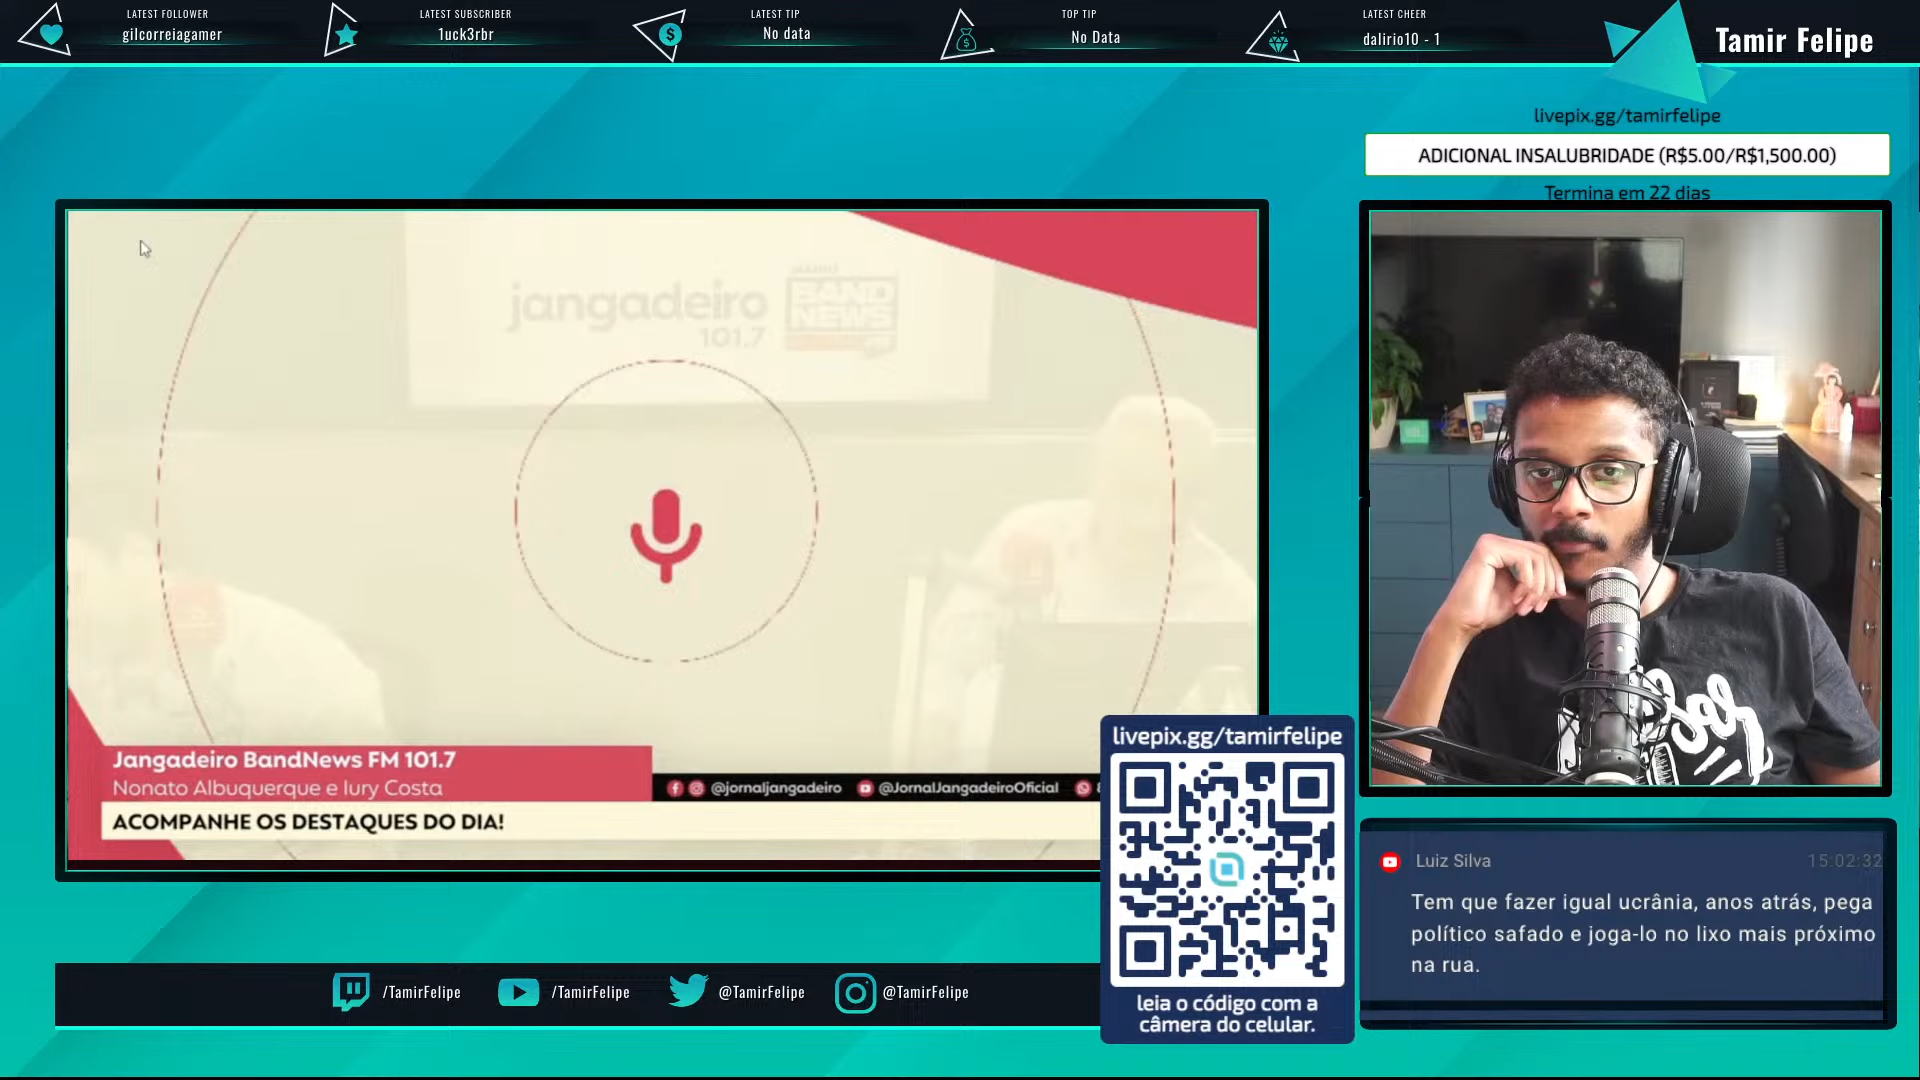 LATEST FOLLOWER
gilcorreiagamer
LATEST SUBSCRIBER
1uck3rbr
LATEST TIP
No data
TOP TIP
No Data
LATEST CHEER
dalirio10 - 1
Tamir Felipe
livepix.gg/tamirfelipe
ADICIONAL INSALUBRIDADE (R$5.00/R$1,500.00)
Termina em 22 dias
jangadeiro
101.7
BAND
NEWS
Jangadeiro BandNews FM 101.7
Nonato Albuquerque e Iury Costa
@jornaljangadeiro
@JornalJangadeiroOficial
ACOMPANHE OS DESTAQUES DO DIA!
livepix.gg/tamirfelipe
leia o código com a
câmera do celular.
Luiz Silva
15:02:32
Tem que fazer igual ucrânia, anos atrás, pega
político safado e joga-lo no lixo mais próximo
na rua.
/TamirFelipe
/TamirFelipe
@TamirFelipe
@TamirFelipe